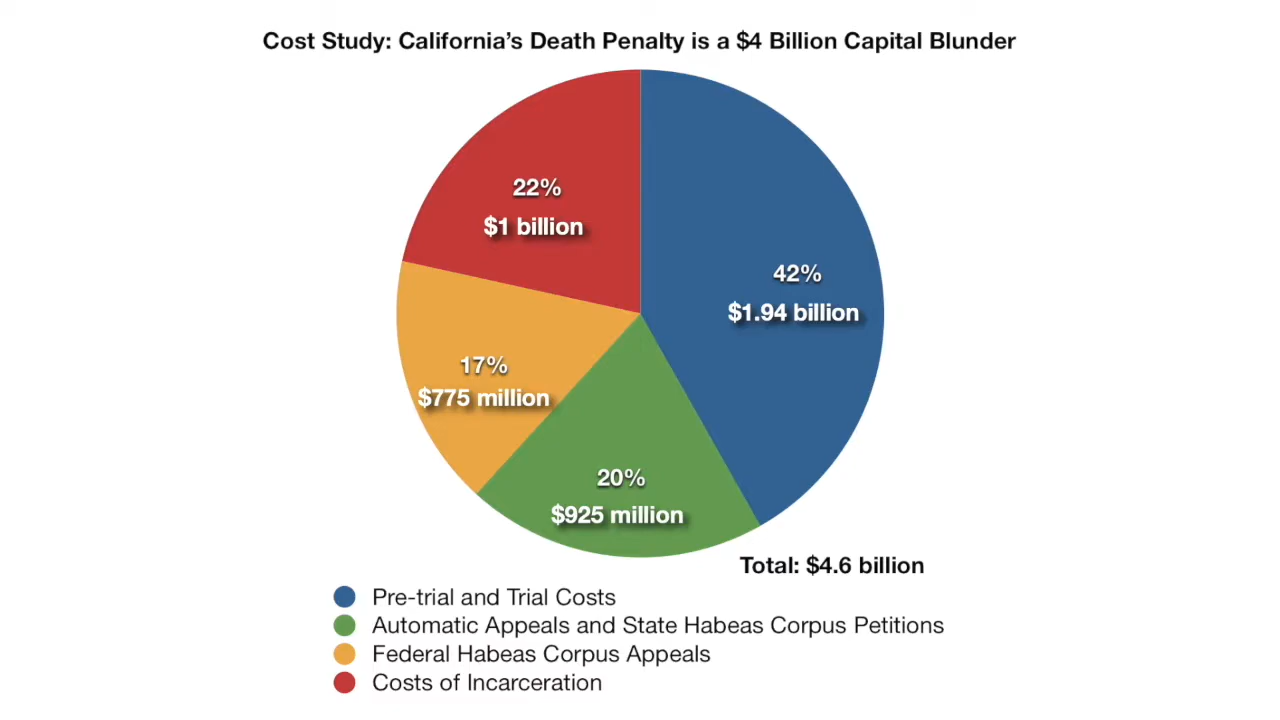 Cost Study: California’s Death Penalty is a $4 Billion Capital Blunder
22%
$1 billion
42%
$1.94 billion
17%
$775 million
20%
$925 million
Total: $4.6 billion
Pre-trial and Trial Costs
Automatic Appeals and State Habeas Corpus Petitions
Federal Habeas Corpus Appeals
Costs of Incarceration